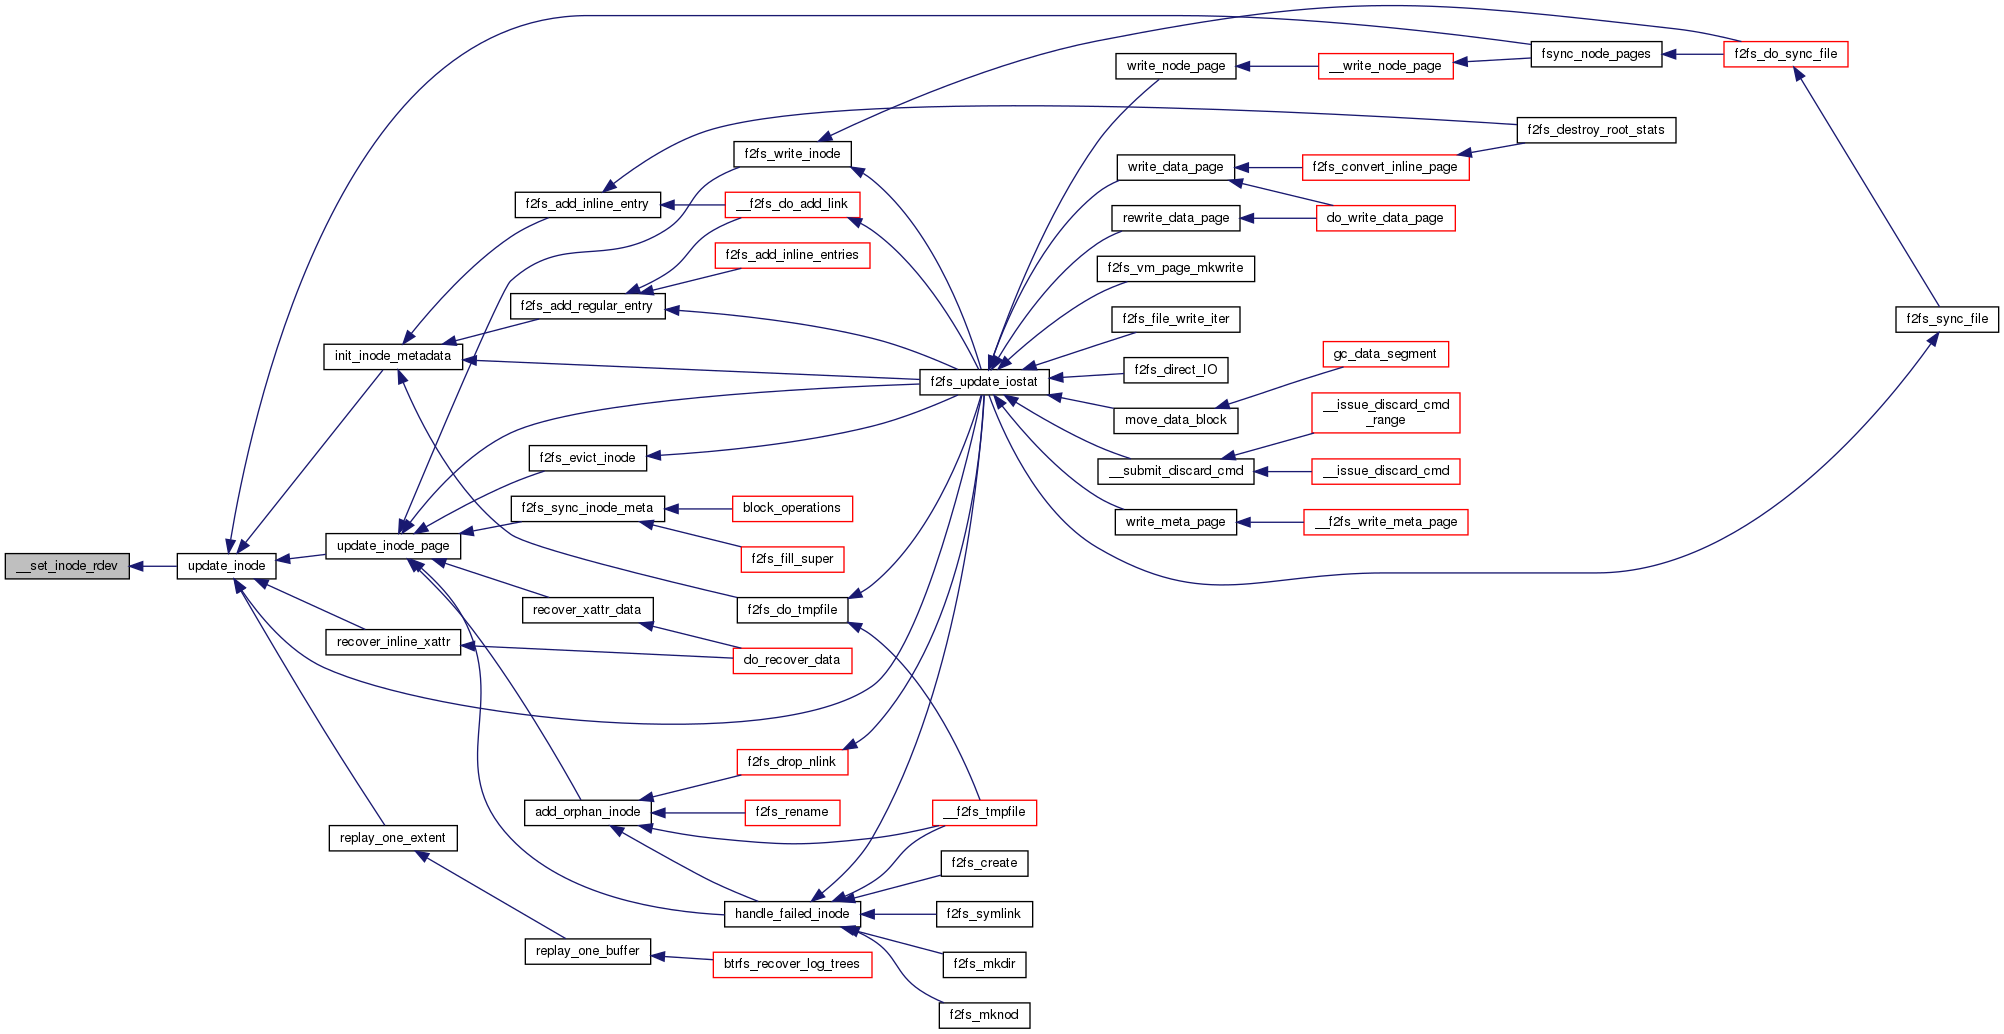 __set_inode_rdev
update_inode
init_inode_metadata
update_inode_page
recover_inline_xattr
replay_one_extent
f2fs_add_inline_entry
f2fs_add_regular_entry
f2fs_evict_inode
f2fs_sync_inode_meta
recover_xattr_data
add_orphan_inode
replay_one_buffer
f2fs_write_inode
__f2fs_do_add_link
f2fs_add_inline_entries
block_operations
f2fs_fill_super
f2fs_do_tmpfile
do_recover_data
f2fs_drop_nlink
f2fs_rename
handle_failed_inode
btrfs_recover_log_trees
f2fs_update_iostat
__f2fs_tmpfile
f2fs_create
f2fs_symlink
f2fs_mkdir
f2fs_mknod
write_node_page
write_data_page
rewrite_data_page
f2fs_vm_page_mkwrite
f2fs_file_write_iter
f2fs_direct_IO
move_data_block
__submit_discard_cmd
write_meta_page
__write_node_page
f2fs_convert_inline_page
do_write_data_page
gc_data_segment
__issue_discard_cmd
_range
__issue_discard_cmd
__f2fs_write_meta_page
fsync_node_pages
f2fs_destroy_root_stats
f2fs_do_sync_file
f2fs_sync_file